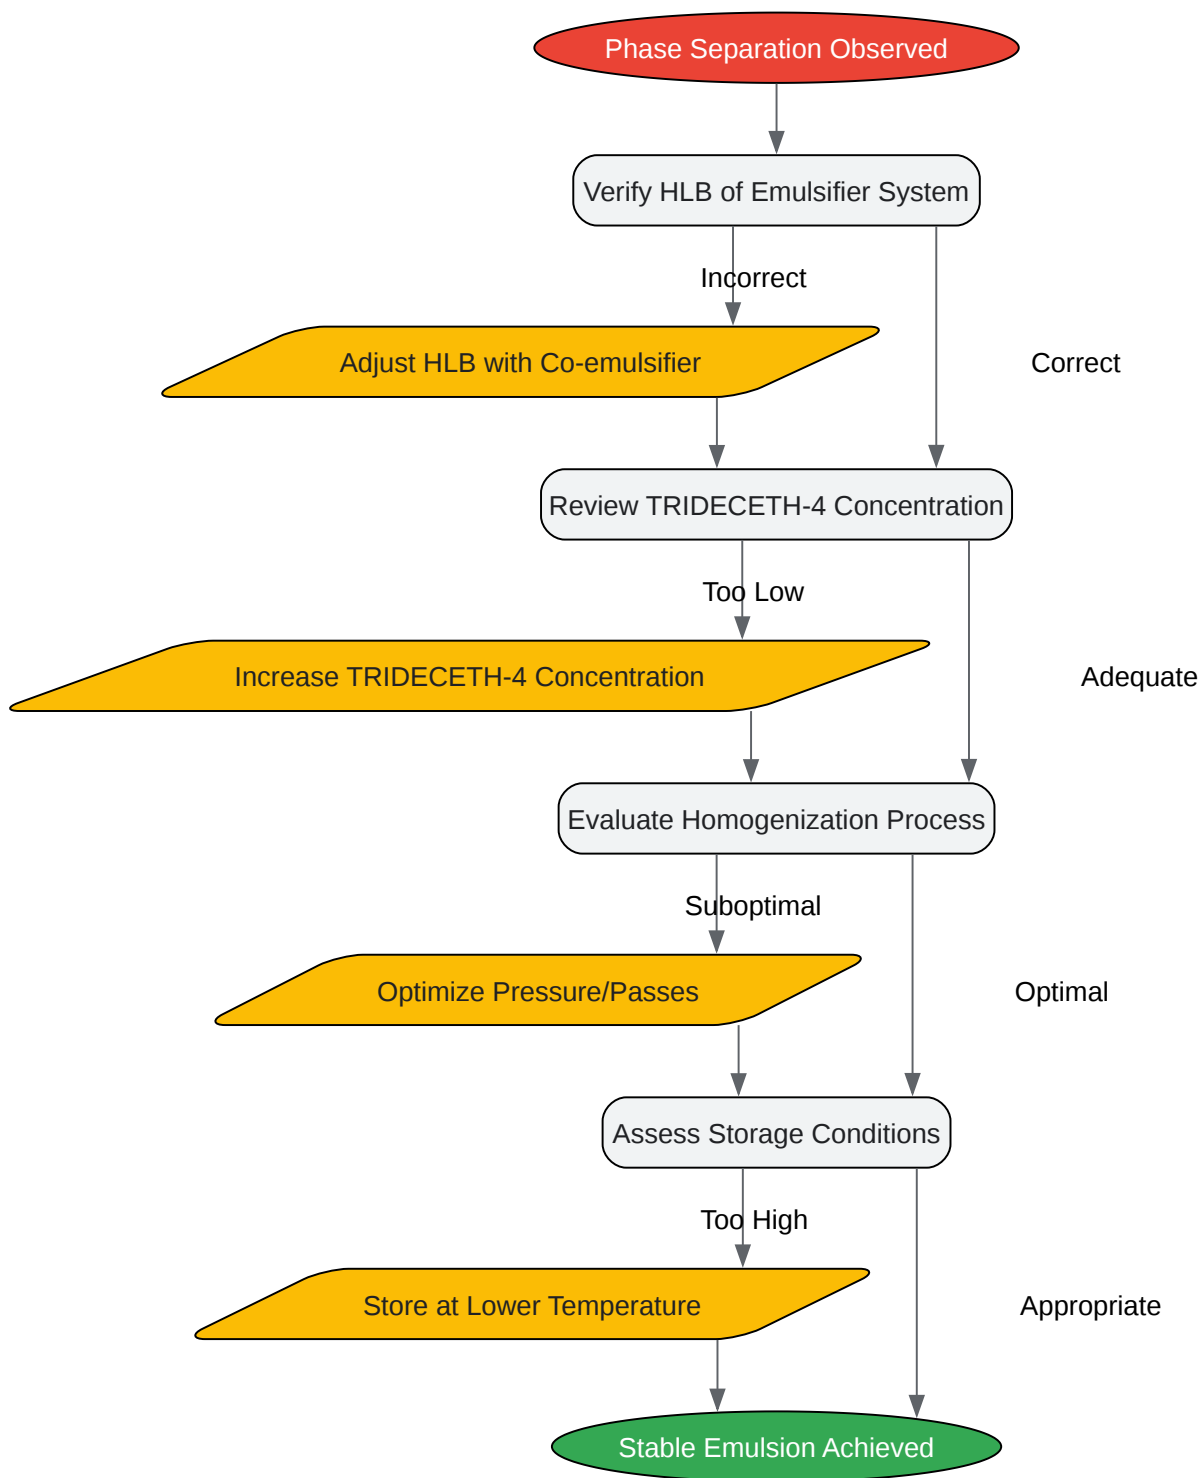 Phase Separation Observed
Verify HLB of Emulsifier System
Incorrect
Adjust HLB with Co-emulsifier
Correct
Review TRIDECETH-4 Concentration
Too Low
Increase TRIDECETH-4 Concentration
Adequate
Evaluate Homogenization Process
Suboptimal
Optimize Pressure/Passes
Optimal
Assess Storage Conditions
Too High
Store at Lower Temperature
Appropriate
Stable Emulsion Achieved